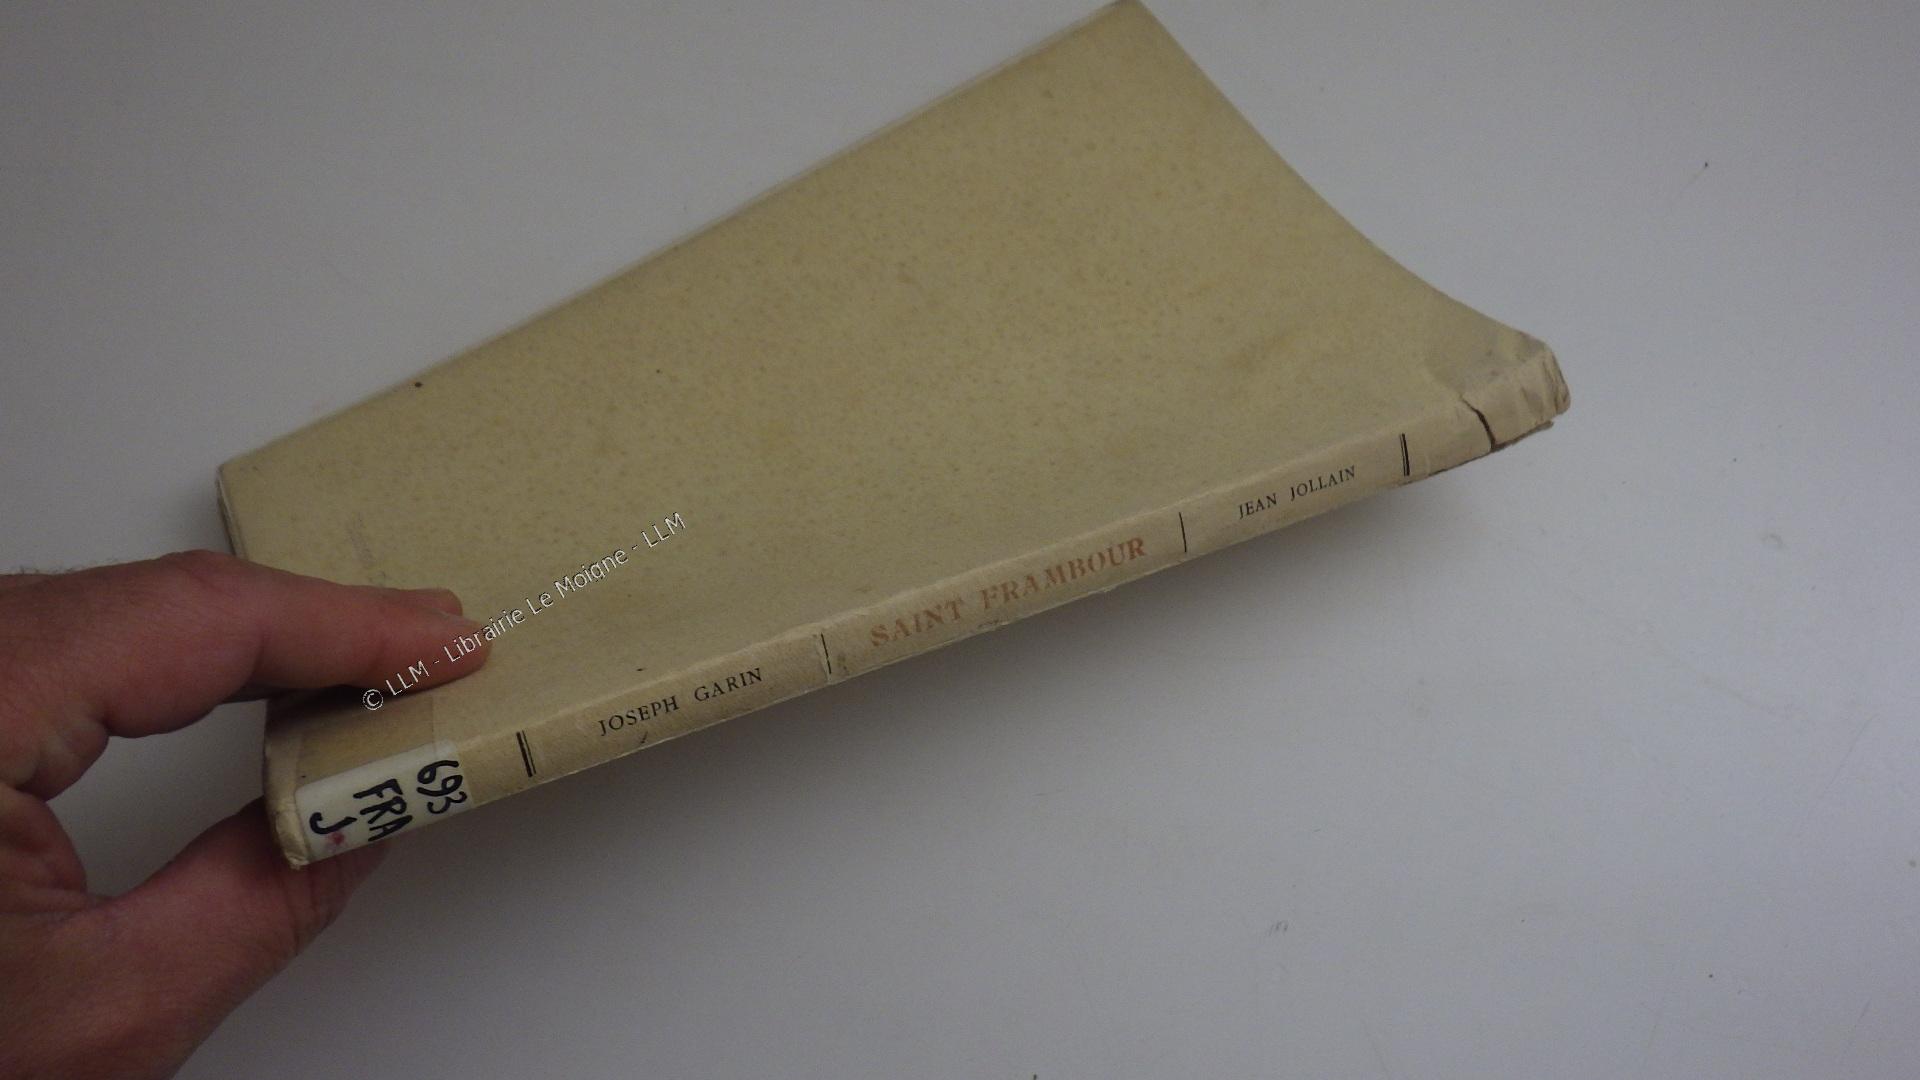 JOSEPH GARIN
SAINT FRAMBOUR
JEAN JOLLAIN
693
FRA
J
© LLM - Librairie Le Moigne - LLM